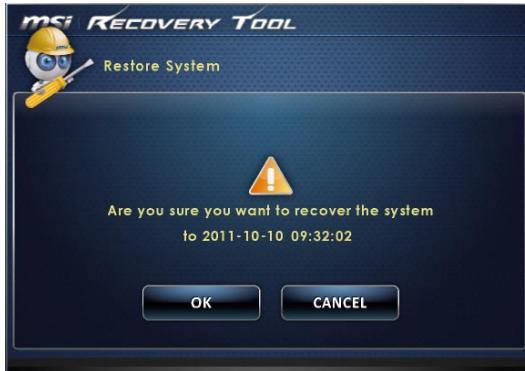 msi RECOVERY TOOL
Restore System
Are you sure you want to recover the system
to 2011-10-10 09:32:02
OK CANCEL